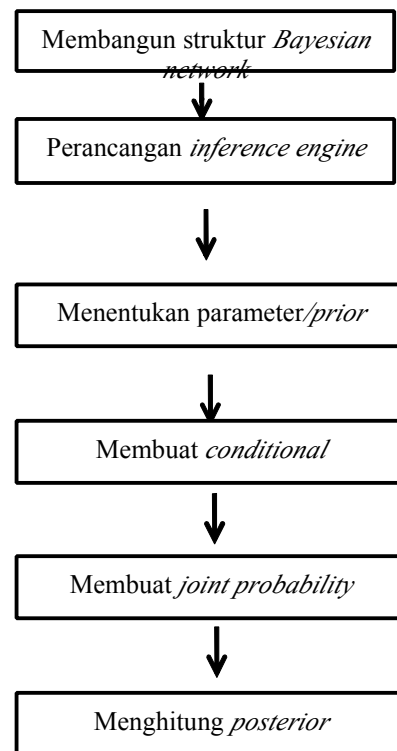 Membangun struktur Bayesian
network
Perancangan inference engine
Menentukan parameter/prior
Membuat conditional
Membuat joint probability
Menghitung posterior